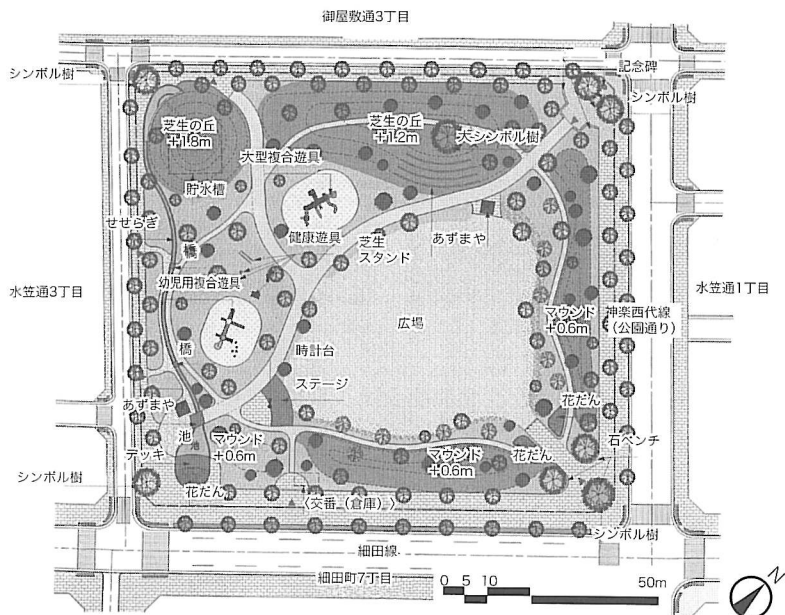 御屋敷通3丁目
シンボル樹
記念碑
シンボル樹
芝生の丘
+1.8m
芝生の丘
+1.2m
大シンボル樹
大型複合遊具
貯水槽
せせらぎ
橋
健康遊具
芝生
スタンド
あずまや
幼児用複合遊具
水笠通3丁目
水笠通1丁目
広場
マウンド
+0.6m
神楽西代線
(公園通り)
橋
時計台
ステージ
あずまや
池
デッキ
マウンド
+0.6m
マウンド
+0.6m
花だん
花だん
石ベンチ
シンボル樹
花だん
〈交番(倉庫)〉
シンボル樹
細田線
細田町7丁目
0 5 10 50m
N